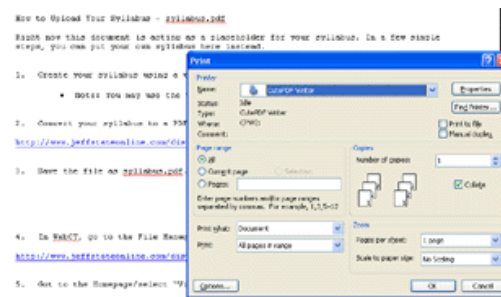 How to Upload Your Syllabus - syllabus.pdf
Right now this document is acting as a placeholder for your syllabus. In a few simple
steps, you can put your own syllabus here instead.
1. Create your syllabus using a
• Note: You may use the
2. Convert your syllabus to a PDF
http://www.jeffstateonline.com/dis
3. Save the file as syllabus.pdf
4. In WebCT, go to the File Manag
http://www.jeffstateonline.com/dis
5. Got to the Homepage/select "V
Print
Printer
Name: CutePDF Writer Properties
Status: Idle Find Printer...
Type: CutePDF Writer
Where: CPW2: Print to file
Comment: Manual duplex
Page range
All
Current page Selection
Pages:
Enter page numbers and/or page ranges
separated by commas. For example, 1,3,5-12
Copies
Number of copies: 1
Collate
Print what: Document
Print: All pages in range
Zoom
Pages per sheet: 1 page
Scale to paper size: No Scaling
Options... OK Cancel